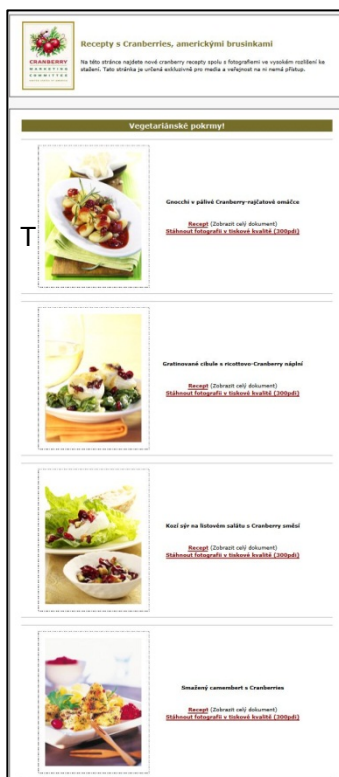 CRANBERRY
MARKETING
COMMITTEE
Recepty s Cranberries, americkými brusinkami
Na této stránce najdete nové cranberry recepty spolu s fotografiemi ve vysokém rozlišení ke
stažení. Tato stránka je určená exkluzivně pro media a veřejnost na ni nemá přístup.
Vegetariánské pokrmy!
T
Gnocchi v pálivé Cranberry-rajčatové omáčce
Recept (Zobrazit celý dokument)
Stáhnout fotografii v tiskové kvalitě (300pdi)
Gratinované cibule s ricottovo-Cranberry náplní
Recept (Zobrazit celý dokument)
Stáhnout fotografii v tiskové kvalitě (300pdi)
Kozí sýr na listovém salátu s Cranberry směsí
Recept (Zobrazit celý dokument)
Stáhnout fotografii v tiskové kvalitě (300pdi)
Smažený camembert s Cranberries
Recept (Zobrazit celý dokument)
Stáhnout fotografii v tiskové kvalitě (300pdi)